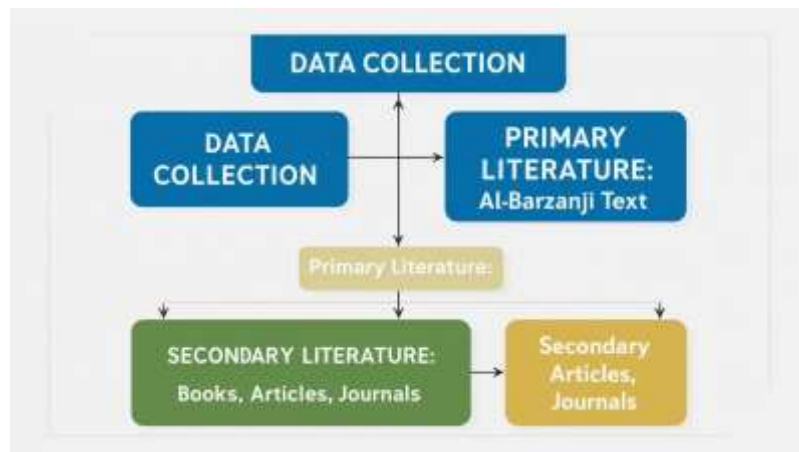 DATA COLLECTION
DATA
COLLECTION
PRIMARY
LITERATURE:
Al-Barzanji Text
Primary Literature:
SECONDARY LITERATURE:
Books, Articles, Journals
Secondary
Articles,
Journals